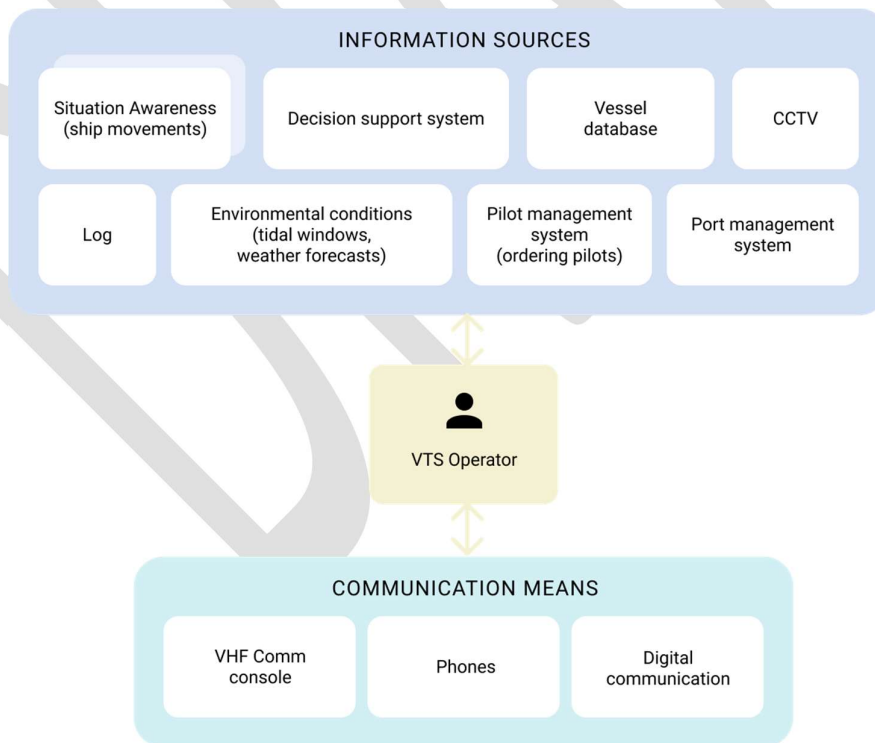 INFORMATION SOURCES
Situation Awareness
(ship movements)
Decision support system
Vessel
database
CCTV
Log
Environmental conditions
(tidal windows,
weather forecasts)
Pilot management
system
(ordering pilots)
Port management
system
VTS Operator
COMMUNICATION MEANS
VHF Comm
console
Phones
Digital
communication